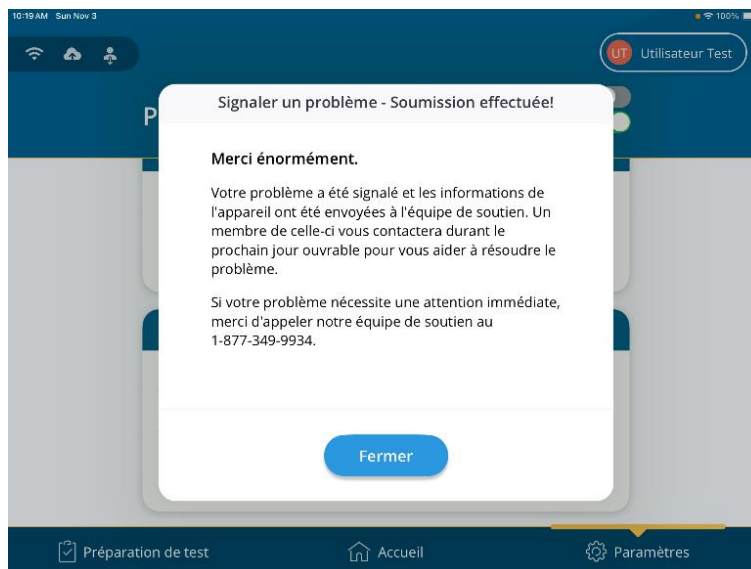 10:19 AM Sun Nov 3
100%
UT Utilisateur Test
P
Signaler un problème - Soumission effectuée!
Merci énormément.
Votre problème a été signalé et les informations de
l'appareil ont été envoyées à l'équipe de soutien. Un
membre de celle-ci vous contactera durant le
prochain jour ouvrable pour vous aider à résoudre le
problème.
Si votre problème nécessite une attention immédiate,
merci d'appeler notre équipe de soutien au
1-877-349-9934.
Fermer
Préparation de test
Accueil
Paramètres